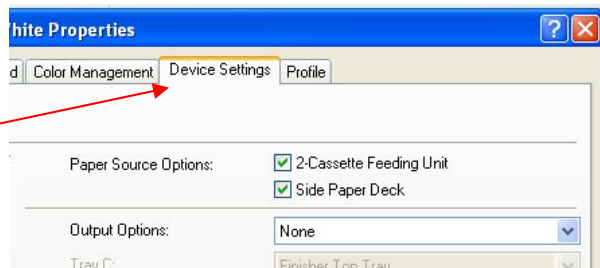 White Properties
d Color Management Device Settings Profile
Paper Source Options: 2-Cassette Feeding Unit
Side Paper Deck
Output Options: None
Tray C: Finisher Top Tray